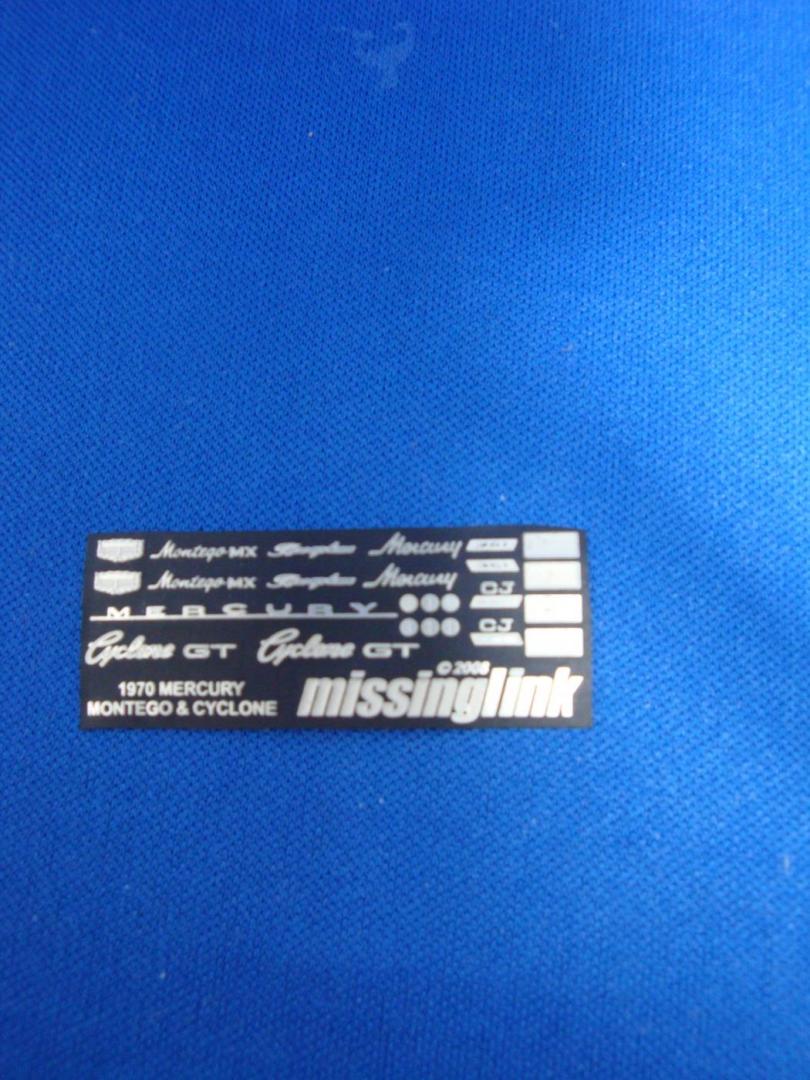 Montego MX Mercury
Montego MX Mercury CJ
MERCURY CJ
Cyclone GT Cyclone GT
© 2008
1970 MERCURY
MONTEGO & CYCLONE
missinglink